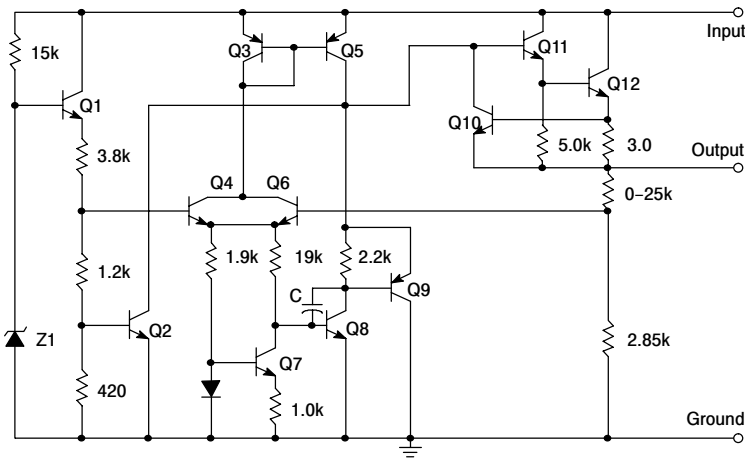 Input
Q3
Q5
Q11
15k
Q12
Q1
Q10
5.0k
3.0
Output
3.8k
Q4
Q6
0–25k
1.9k
19k
2.2k
1.2k
C
Q9
Z1
Q2
Q8
2.85k
Q7
420
1.0k
Ground